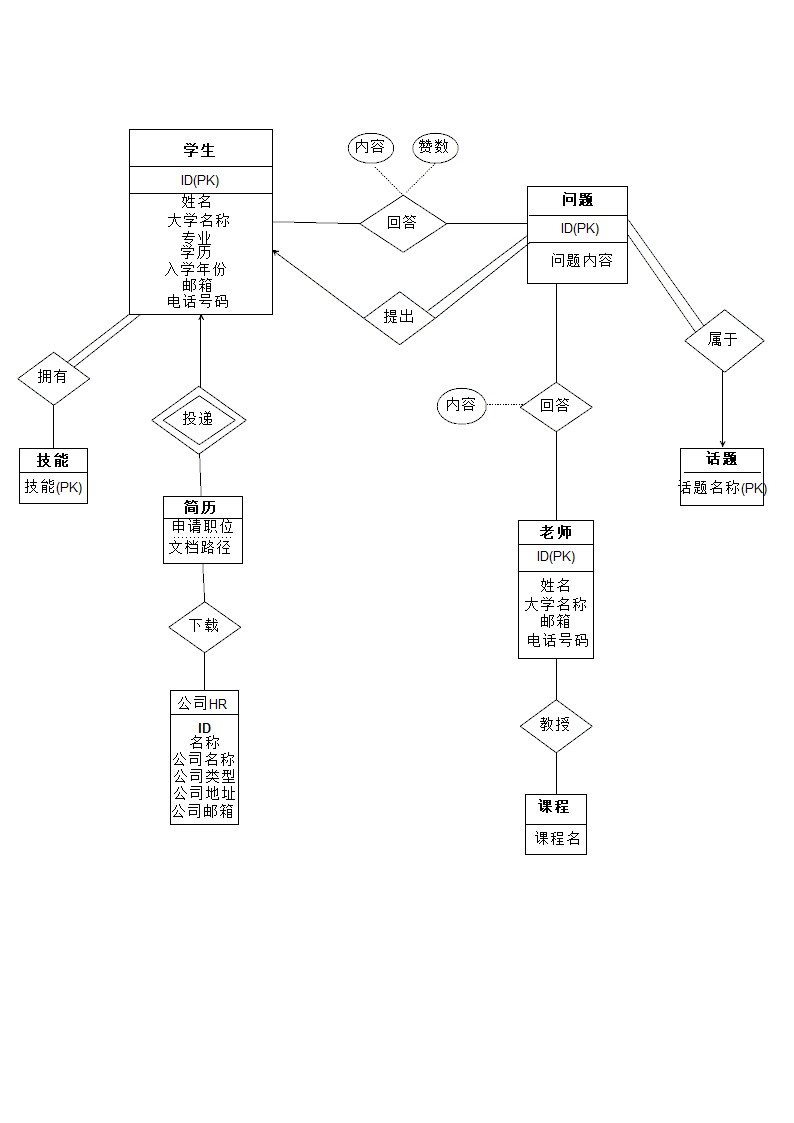 学生
ID(PK)
姓名
大学名称
专业
学历
入学年份
邮箱
电话号码
内容
赞数
回答
问题
ID(PK)
问题内容
提出
属于
拥有
技能
技能(PK)
投递
内容
回答
话题
话题名称(PK)
简历
申请职位
文档路径
老师
ID(PK)
姓名
大学名称
邮箱
电话号码
下载
公司HR
ID
名称
公司名称
公司类型
公司地址
公司邮箱
教授
课程
课程名